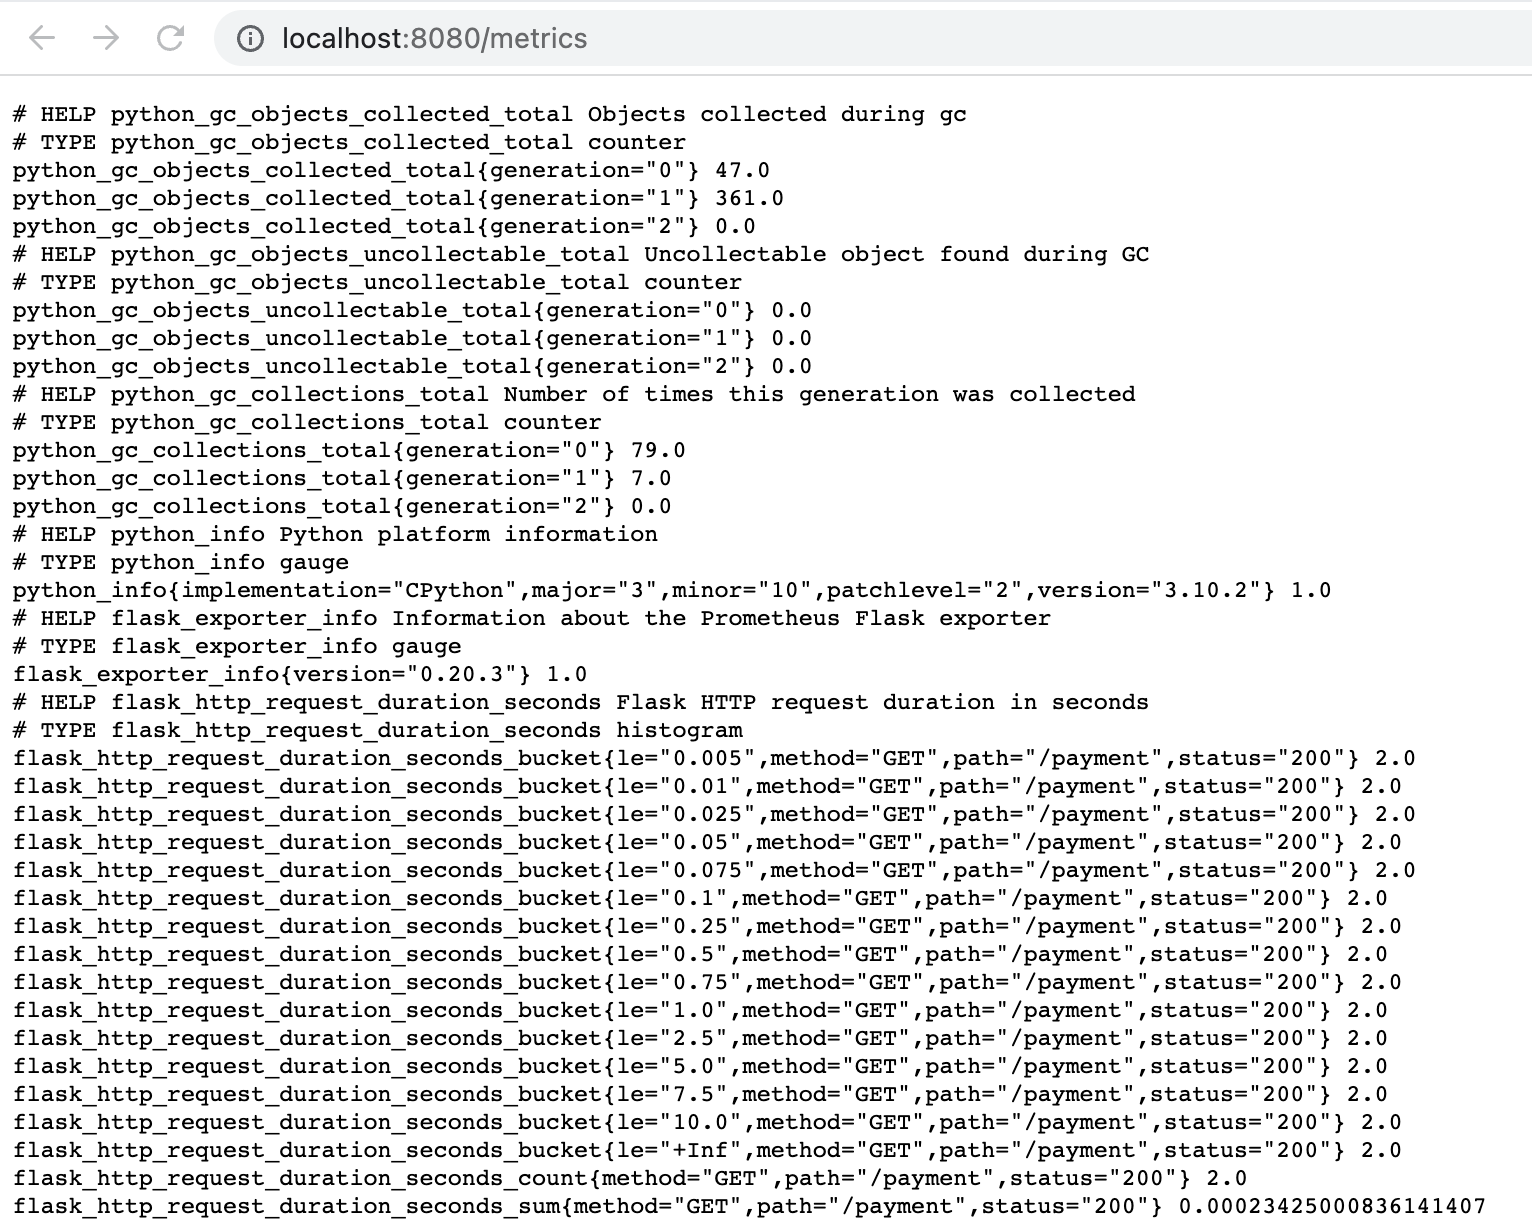 localhost:8080/metrics
# HELP python_gc_objects_collected_total Objects collected during gc
# TYPE python_gc_objects_collected_total counter
python_gc_objects_collected_total{generation="0"} 47.0
python_gc_objects_collected_total{generation="1"} 361.0
python_gc_objects_collected_total{generation="2"} 0.0
# HELP python_gc_objects_uncollectable_total Uncollectable object found during GC
# TYPE python_gc_objects_uncollectable_total counter
python_gc_objects_uncollectable_total{generation="0"} 0.0
python_gc_objects_uncollectable_total{generation="1"} 0.0
python_gc_objects_uncollectable_total{generation="2"} 0.0
# HELP python_gc_collections_total Number of times this generation was collected
# TYPE python_gc_collections_total counter
python_gc_collections_total{generation="0"} 79.0
python_gc_collections_total{generation="1"} 7.0
python_gc_collections_total{generation="2"} 0.0
# HELP python_info Python platform information
# TYPE python_info gauge
python_info{implementation="CPython",major="3",minor="10",patchlevel="2",version="3.10.2"} 1.0
# HELP flask_exporter_info Information about the Prometheus Flask exporter
# TYPE flask_exporter_info gauge
flask_exporter_info{version="0.20.3"} 1.0
# HELP flask_http_request_duration_seconds Flask HTTP request duration in seconds
# TYPE flask_http_request_duration_seconds histogram
flask_http_request_duration_seconds_bucket{le="0.005",method="GET",path="/payment",status="200"} 2.0
flask_http_request_duration_seconds_bucket{le="0.01",method="GET",path="/payment",status="200"} 2.0
flask_http_request_duration_seconds_bucket{le="0.025",method="GET",path="/payment",status="200"} 2.0
flask_http_request_duration_seconds_bucket{le="0.05",method="GET",path="/payment",status="200"} 2.0
flask_http_request_duration_seconds_bucket{le="0.075",method="GET",path="/payment",status="200"} 2.0
flask_http_request_duration_seconds_bucket{le="0.1",method="GET",path="/payment",status="200"} 2.0
flask_http_request_duration_seconds_bucket{le="0.25",method="GET",path="/payment",status="200"} 2.0
flask_http_request_duration_seconds_bucket{le="0.5",method="GET",path="/payment",status="200"} 2.0
flask_http_request_duration_seconds_bucket{le="0.75",method="GET",path="/payment",status="200"} 2.0
flask_http_request_duration_seconds_bucket{le="1.0",method="GET",path="/payment",status="200"} 2.0
flask_http_request_duration_seconds_bucket{le="2.5",method="GET",path="/payment",status="200"} 2.0
flask_http_request_duration_seconds_bucket{le="5.0",method="GET",path="/payment",status="200"} 2.0
flask_http_request_duration_seconds_bucket{le="7.5",method="GET",path="/payment",status="200"} 2.0
flask_http_request_duration_seconds_bucket{le="10.0",method="GET",path="/payment",status="200"} 2.0
flask_http_request_duration_seconds_bucket{le="+Inf",method="GET",path="/payment",status="200"} 2.0
flask_http_request_duration_seconds_count{method="GET",path="/payment",status="200"} 2.0
flask_http_request_duration_seconds_sum{method="GET",path="/payment",status="200"} 0.00023425000836141407